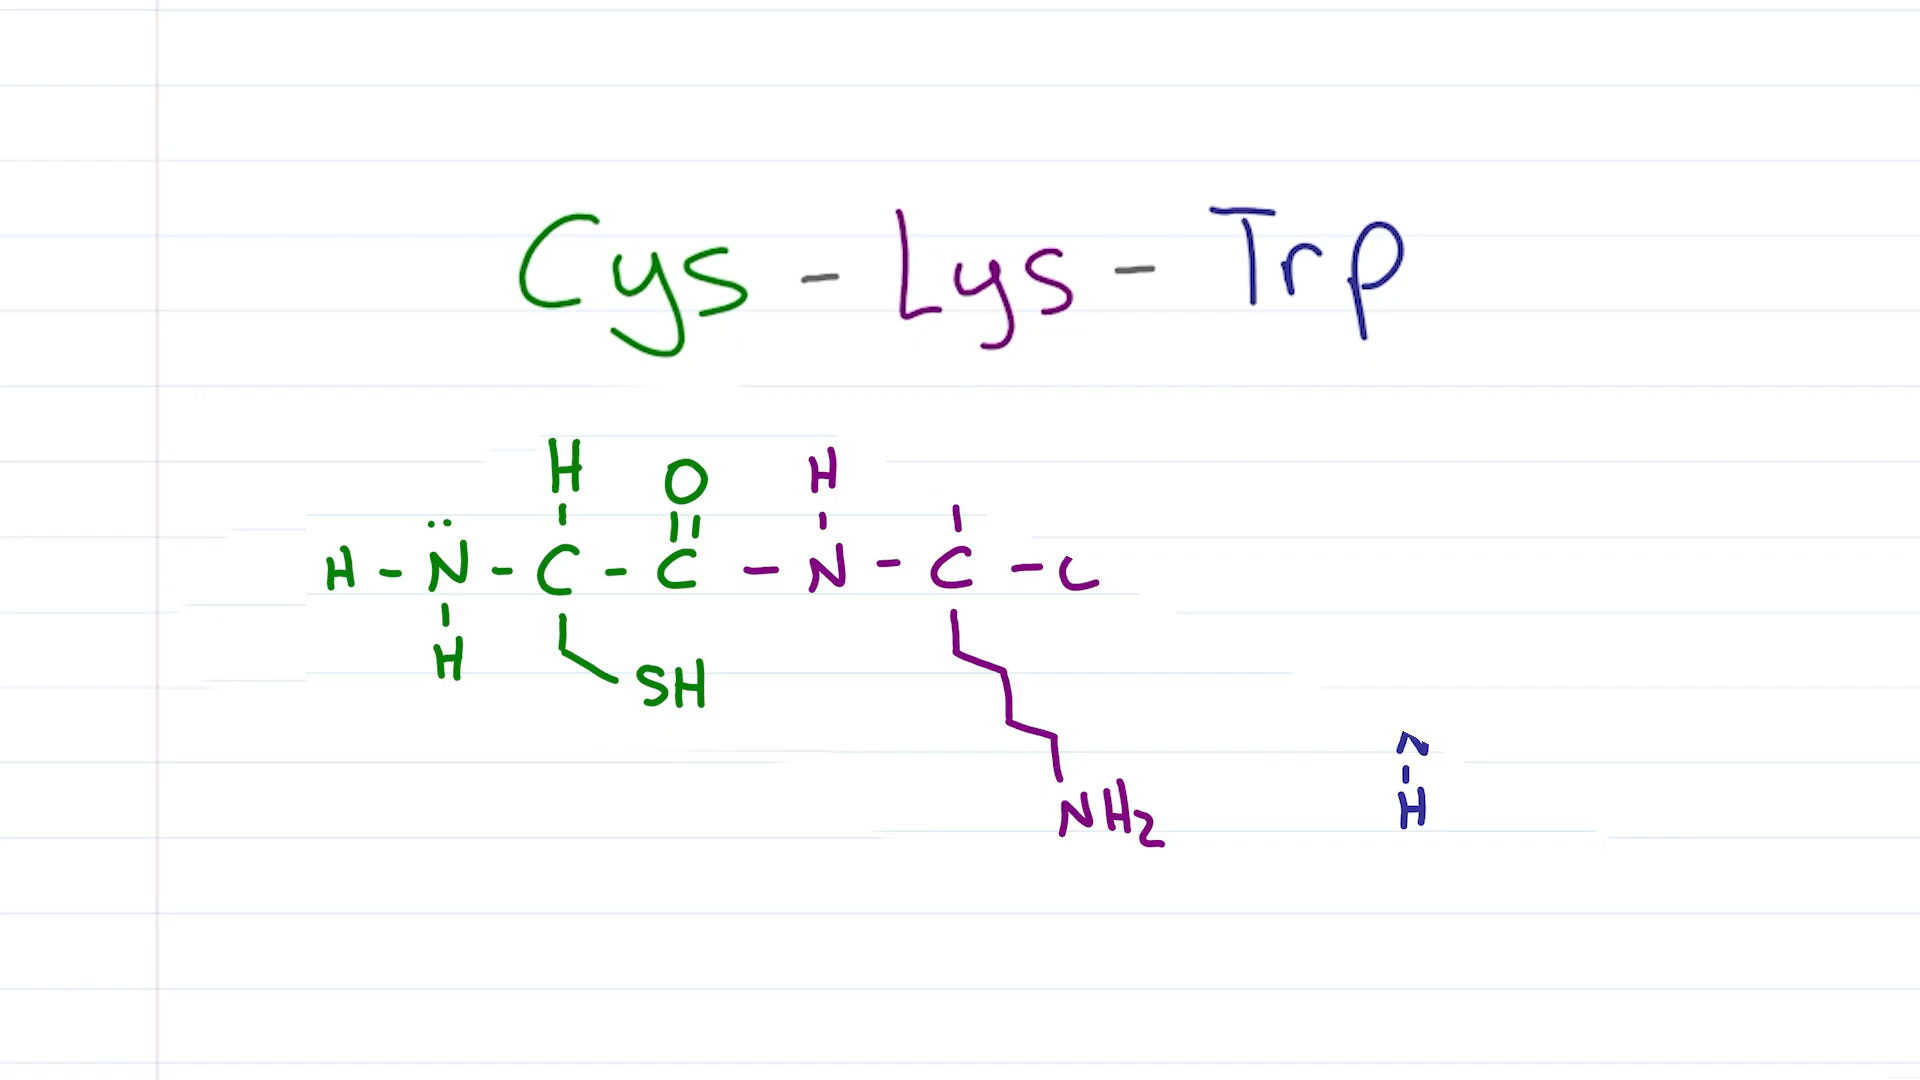 Cys - Lys - Trp
H O H
H - N - C - C - N - C - C
H SH
NH2
N
H